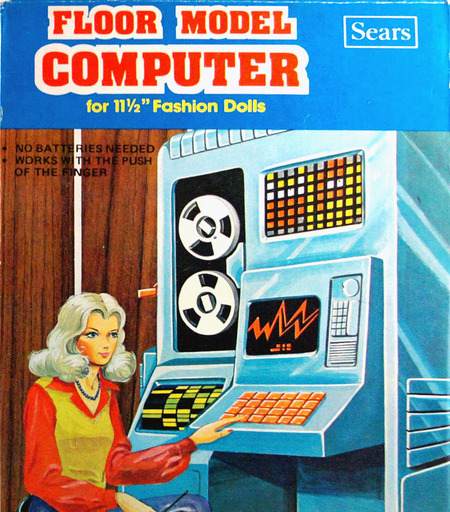 FLOOR MODEL
Sears
COMPUTER
for 11½” Fashion Dolls
• NO BATTERIES NEEDED
• WORKS WITH THE PUSH
OF THE FINGER